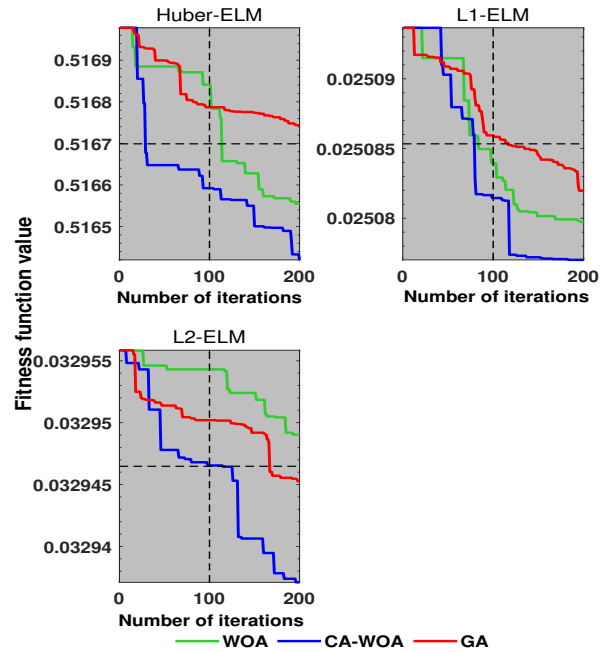 Huber-ELM
0.5169
0.5168
0.5167
0.5166
0.5165
0 100 200
Number of iterations
L1-ELM
0.02509
0.025085
0.02508
0 100 200
Number of iterations
Fitness function value
L2-ELM
0.032955
0.03295
0.032945
0.03294
0 100 200
Number of iterations
WOA CA-WOA GA